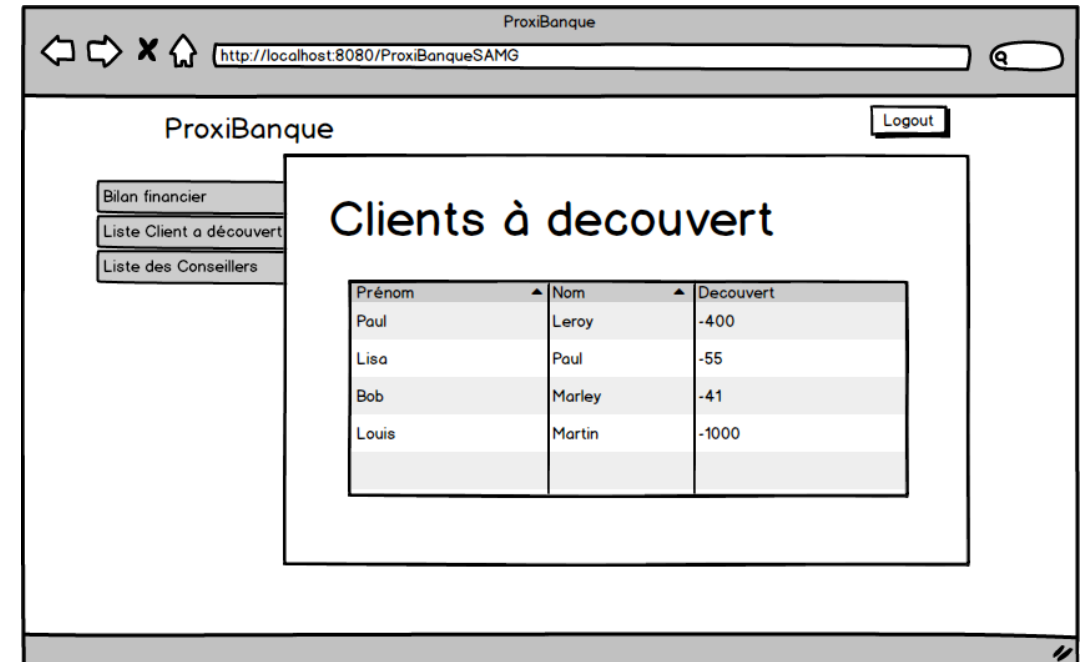 ProxiBanque
http://localhost:8080/ProxiBanqueSAMG
ProxiBanque
Logout
Bilan financier
Liste Client a découvert
Liste des Conseillers
Clients à decouvert
Prénom Nom Decouvert
Paul Leroy -400
Lisa Paul -55
Bob Marley -41
Louis Martin -1000